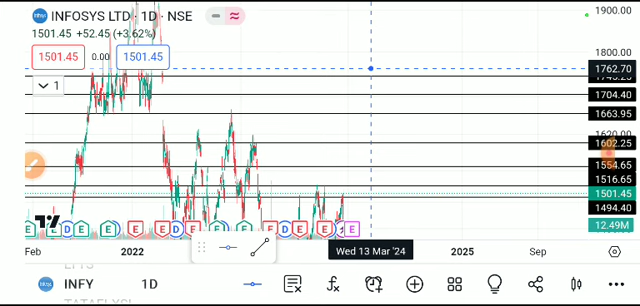 INFOSYS LTD · 1D · NSE
1501.45 +52.45 (+3.62%)
1501.45 0.00 1501.45
1
1900.00
1800.00
1762.70
1704.40
1663.95
1620.00
1602.25
1554.65
1516.65
1501.45
1494.40
12.49M
E D E E D E E D E E D E E E
Feb 2022 Wed 13 Mar '24 2025 Sep
INFY 1D